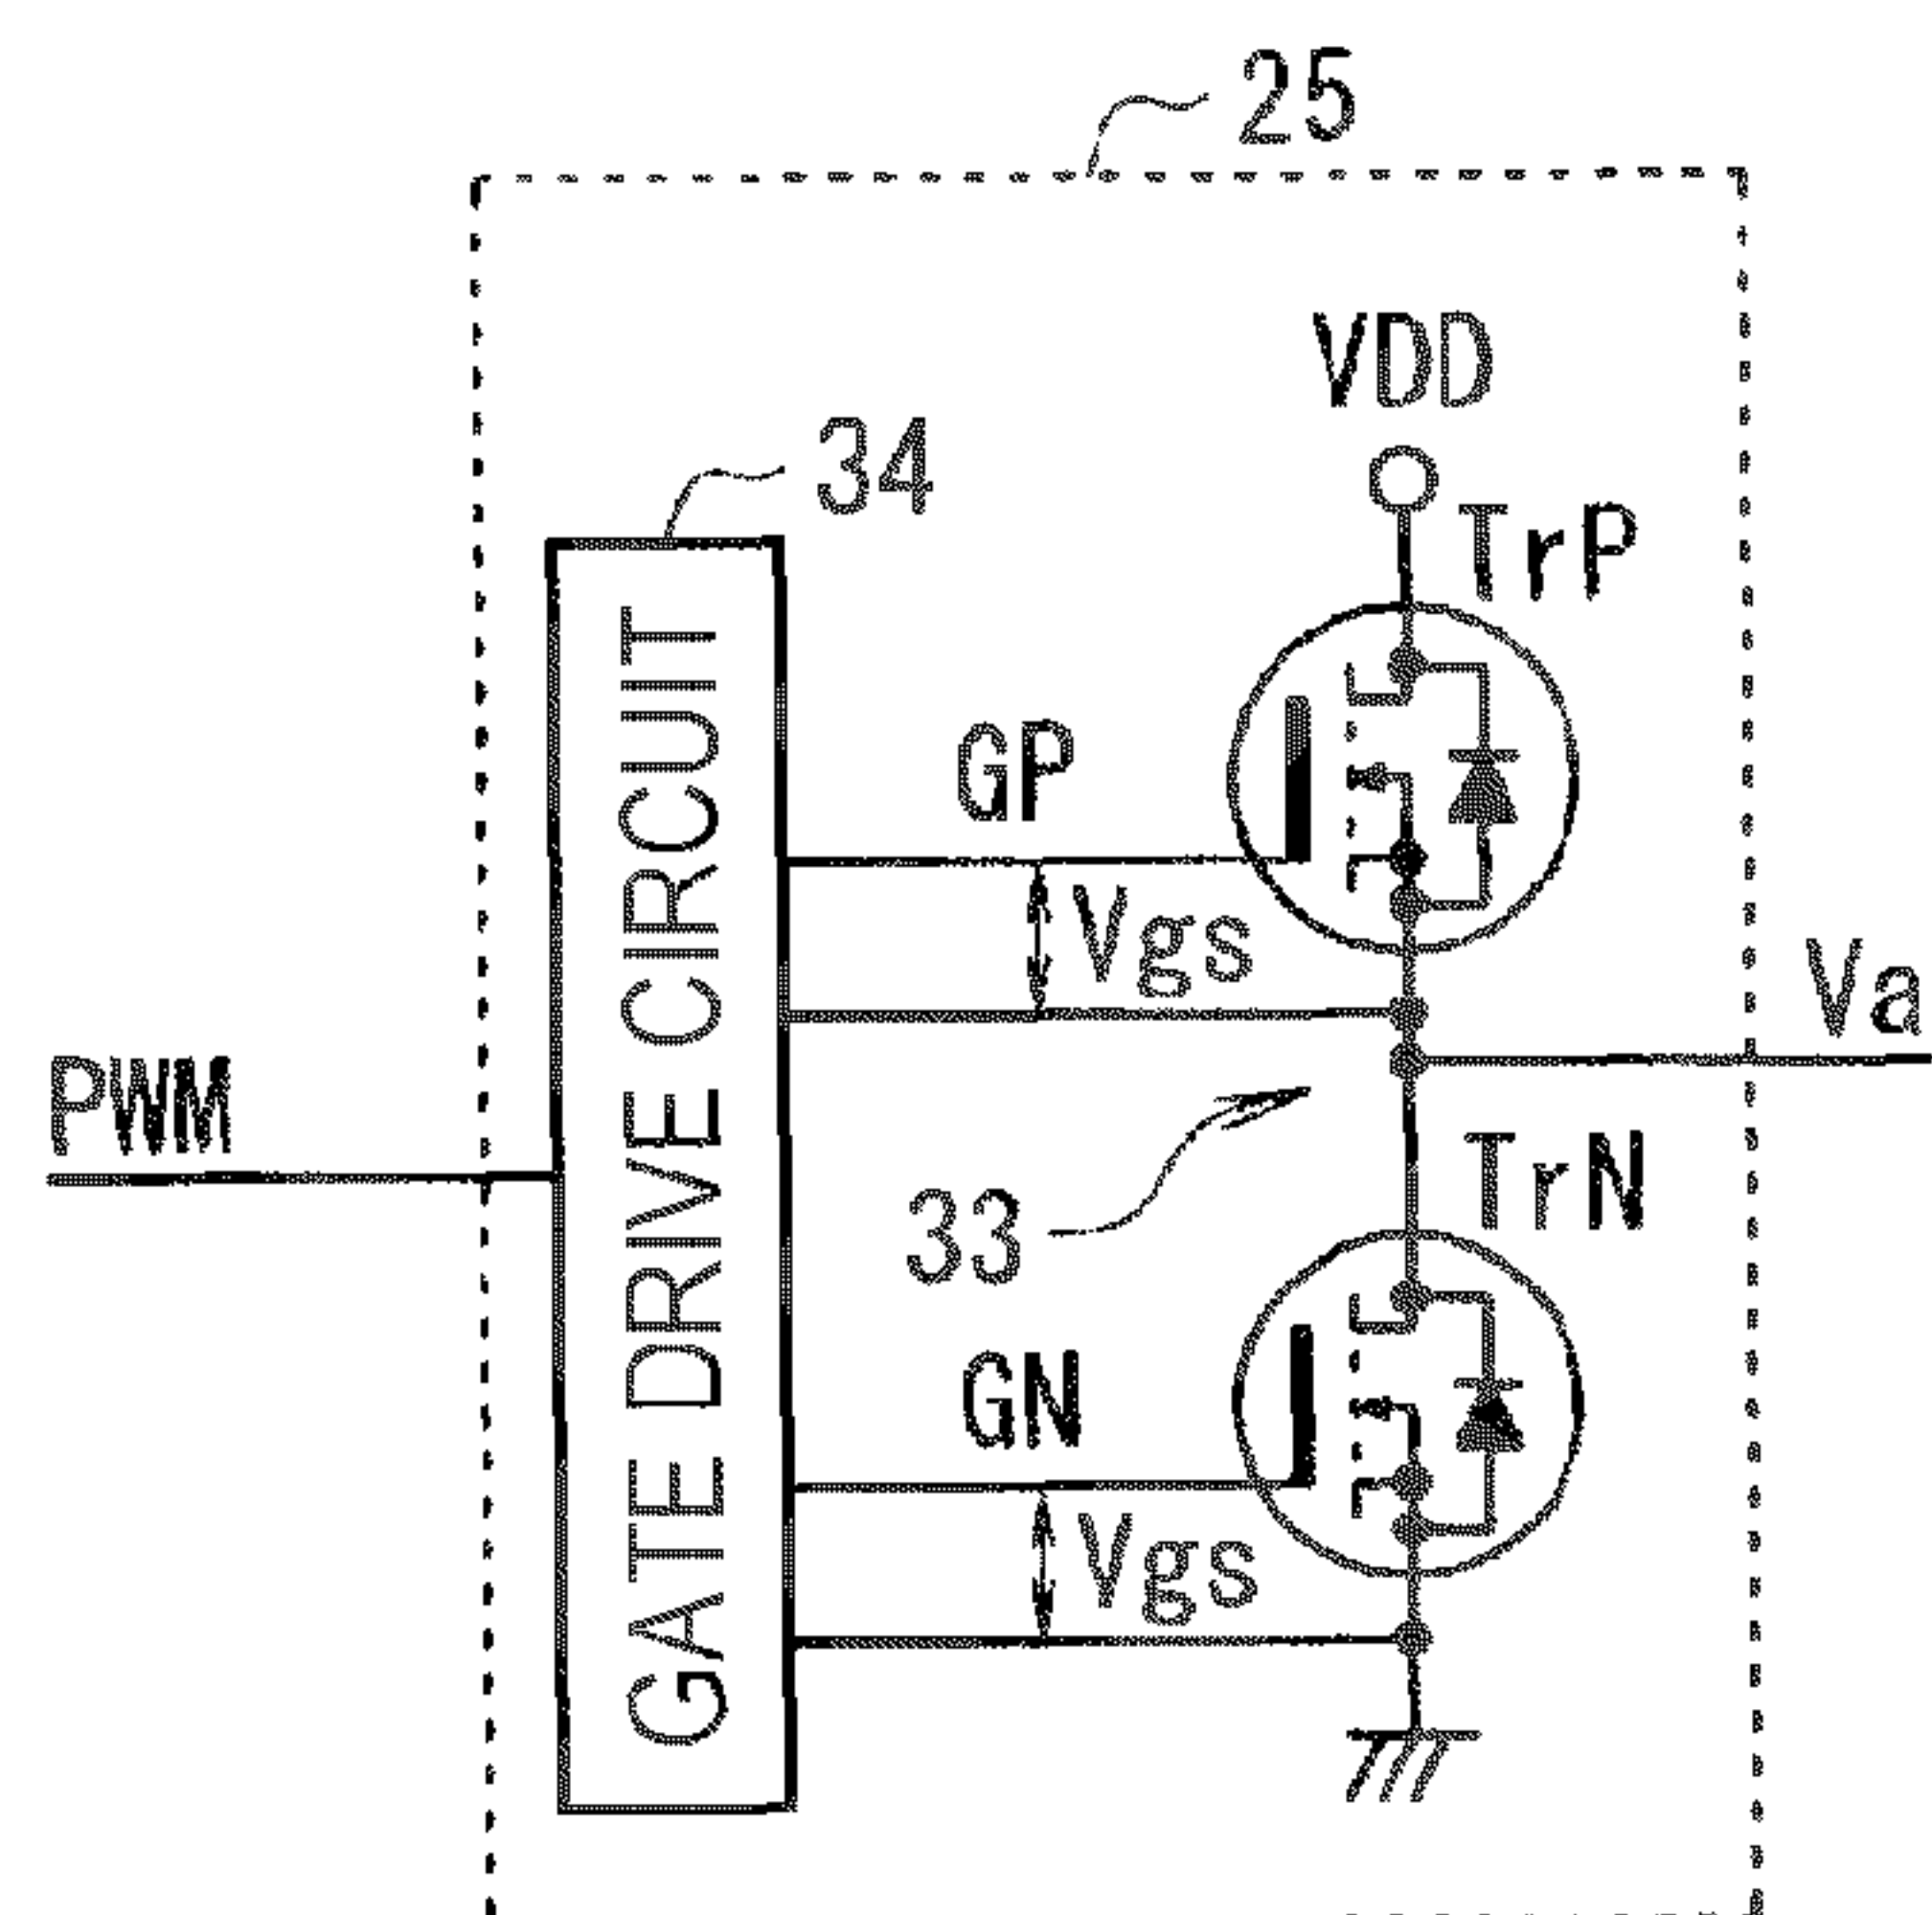 25
VDD
34
TrP
GATE DRIVE CIRCUIT
GP
Vgs
Va
PWM
TrN
33
GN
Vgs